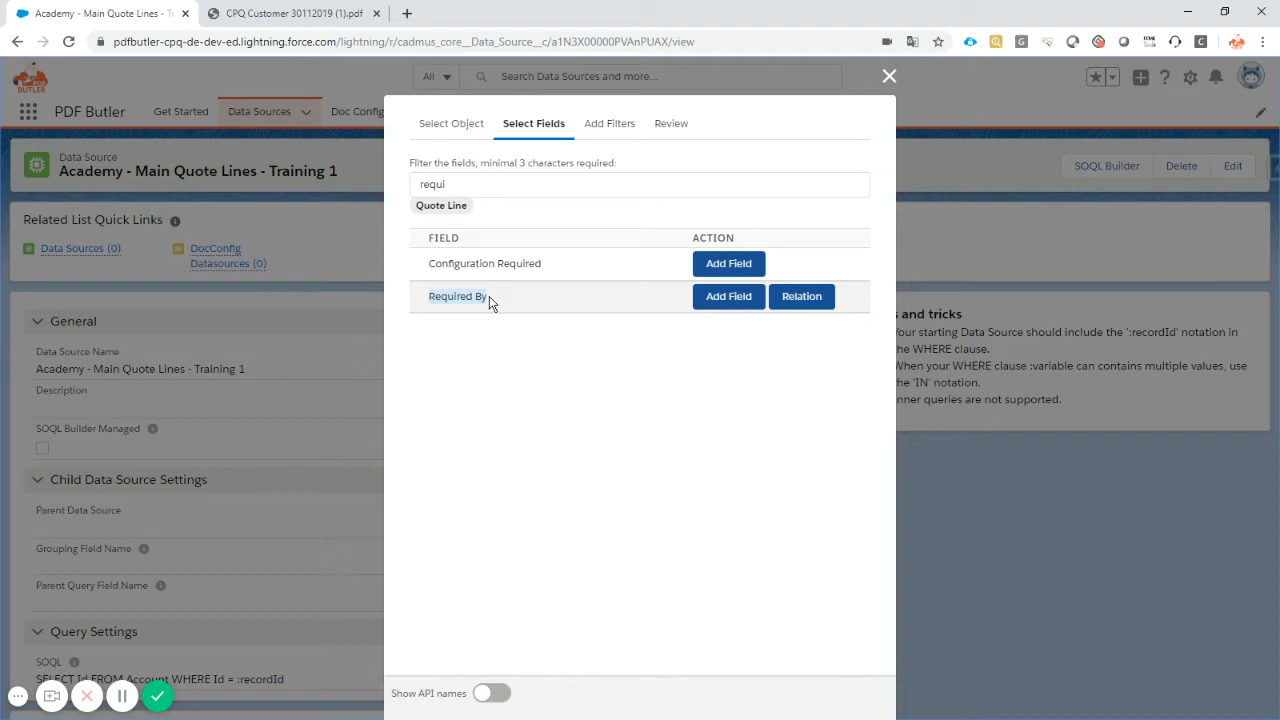 Academy - Main Quote Lines - Tr
CPQ Customer 30112019 (1).pdf
pdfbutler-cpq-de-dev-ed.lightning.force.com/lightning/r/cadmus_core__Data_Source__c/a1N3X00000PVAnPUAX/view
BUTLER
All
Search Data Sources and more...
PDF Butler
Get Started
Data Sources
Doc Config
Data Source
Academy - Main Quote Lines - Training 1
SOQL Builder
Delete
Edit
Related List Quick Links
Data Sources (0)
DocConfig
Datasources (0)
General
Data Source Name
Academy - Main Quote Lines - Training 1
Description
SOQL Builder Managed
Child Data Source Settings
Parent Data Source
Grouping Field Name
Parent Query Field Name
Query Settings
SOQL
SELECT Id FROM Account WHERE Id = :recordId
Select Object
Select Fields
Add Filters
Review
Filter the fields, minimal 3 characters required:
requi
Quote Line
FIELD
ACTION
Configuration Required
Add Field
Required By
Add Field
Relation
Show API names
s and tricks
Your starting Data Source should include the ':recordId' notation in
he WHERE clause.
When your WHERE clause :variable can contains multiple values, use
he 'IN' notation.
nner queries are not supported.